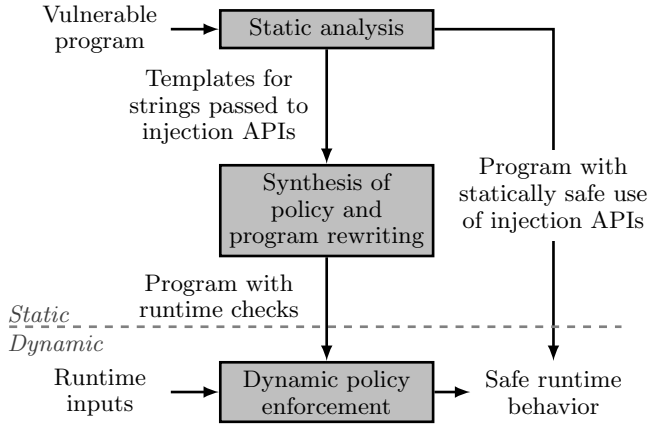 Vulnerable
program
Static analysis
Templates for
strings passed to
injection APIs
Program with
statically safe use
of injection APIs
Synthesis of
policy and
program rewriting
Program with
runtime checks
Static
Dynamic
Runtime
inputs
Dynamic policy
enforcement
Safe runtime
behavior